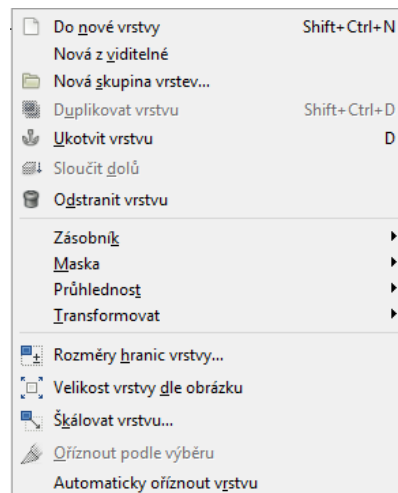 Do nové vrstvy Shift+Ctrl+N
Nová z viditelné
Nová skupina vrstev...
Duplikovat vrstvu Shift+Ctrl+D
Ukotvit vrstvu D
Sloučit dolů
Odstranit vrstvu
Zásobník
Maska
Průhlednost
Transformovat
Rozměry hranic vrstvy...
Velikost vrstvy dle obrázku
Škálovat vrstvu...
Oříznout podle výběru
Automaticky oříznout vrstvu